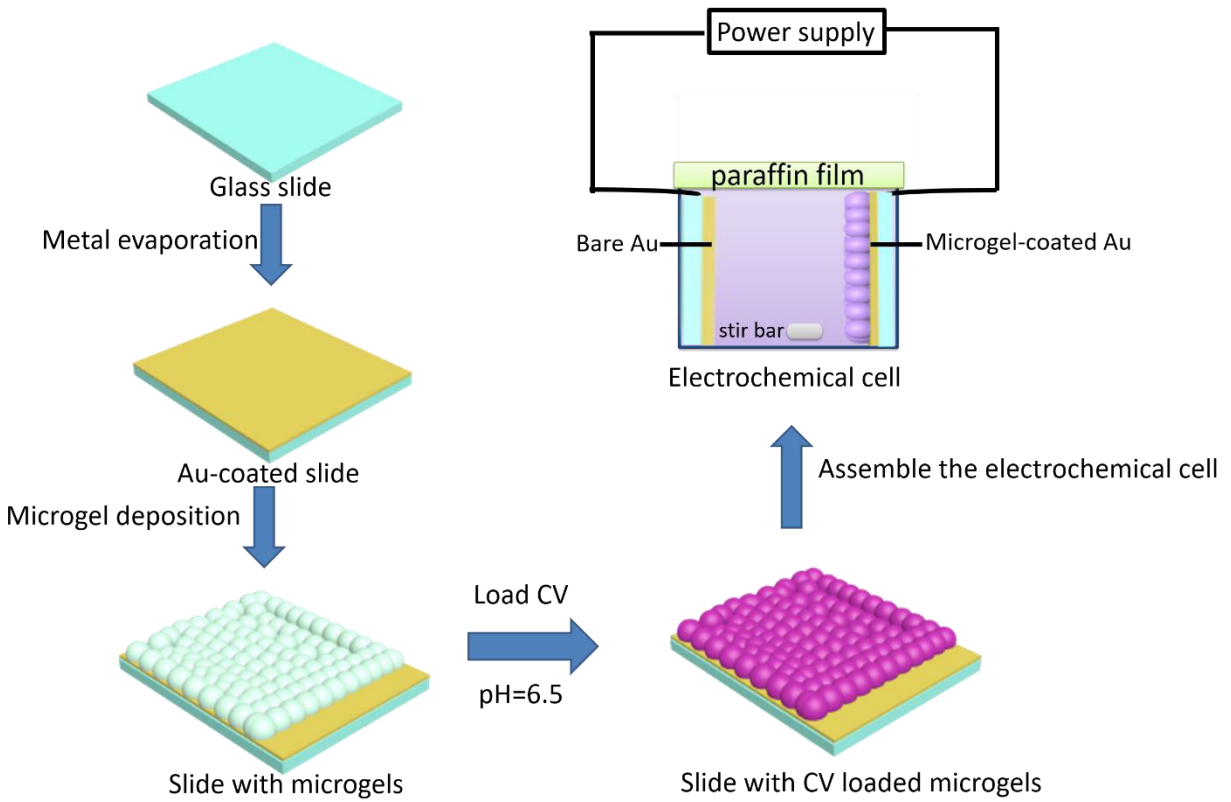 Glass slide
Metal evaporation
Au-coated slide
Microgel deposition
Slide with microgels
Load CV
pH=6.5
Slide with CV loaded microgels
Assemble the electrochemical cell
Power supply
paraffin film
Bare Au
Microgel-coated Au
stir bar
Electrochemical cell